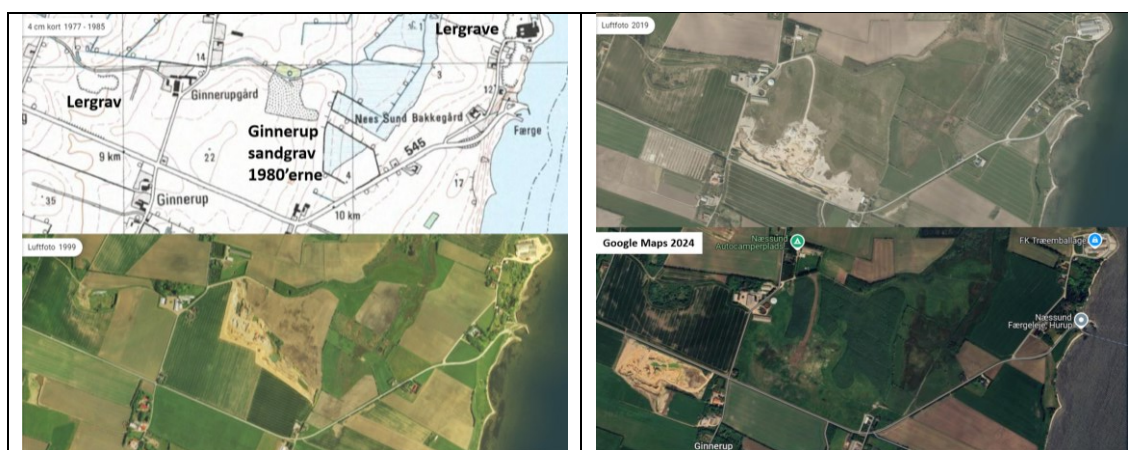 4 cm kort 1977 - 1985
Lergrave
1
14
3
Lergrav
Ginnerupgård
12
Nees Sund Bakkegård
Færge
Ginnerup
sandgrav
1980'erne
545
9 km
22
4
17
Ginnerup
35
10 km
Luftfoto 1999
Luftfoto 2019
Google Maps 2024
Næssund
Autocamperplads
F.K Træemballage
Næssund
Færgeleje, Hurup
Ginnerup